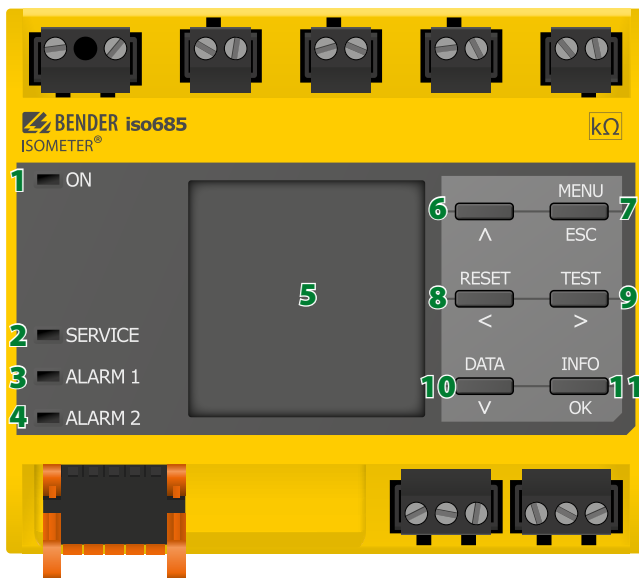 BENDER iso685
ISOMETER®
kΩ
1 ON
MENU
6 7
ʌ ESC
5
RESET TEST
8 9
< >
2 SERVICE
3 ALARM 1
DATA INFO
10 11
v OK
4 ALARM 2